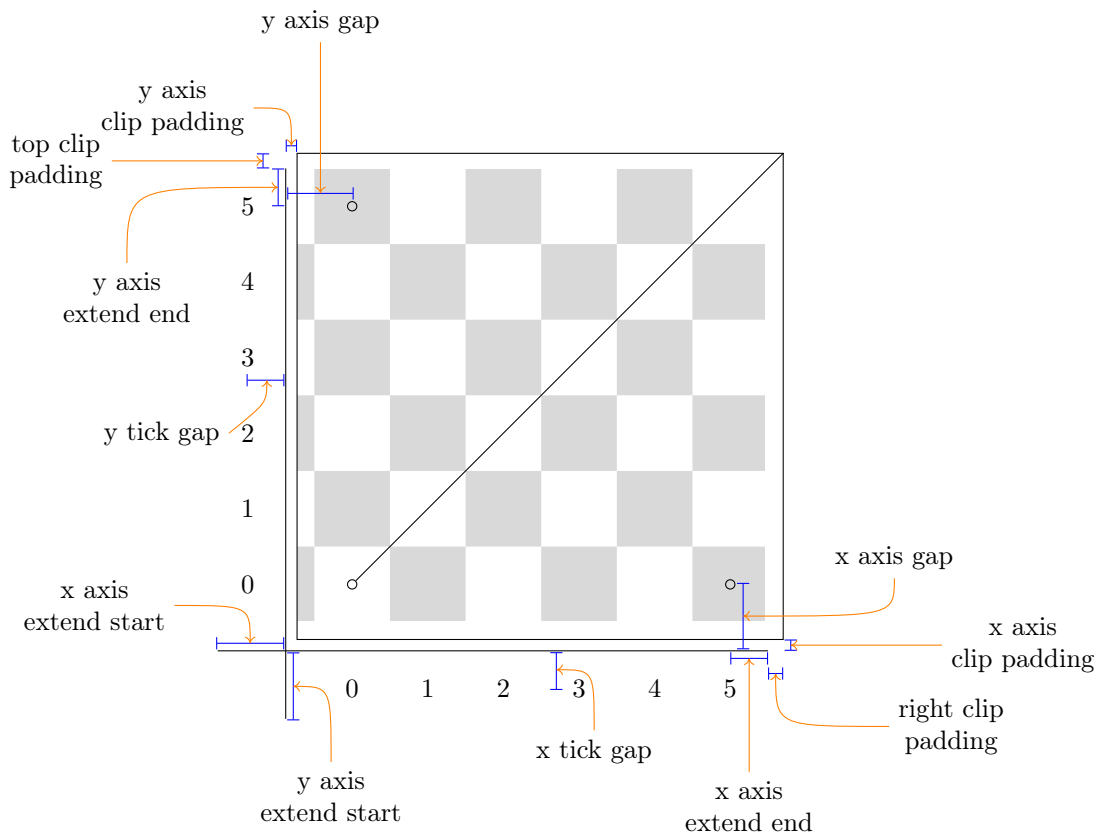 y axis gap
y axis
clip padding
top clip
padding
5
y axis
extend end
4
3
y tick gap
2
1
0
x axis gap
x axis
extend start
x axis
clip padding
0 1 2 3 4 5
right clip
padding
x tick gap
y axis
extend start
x axis
extend end